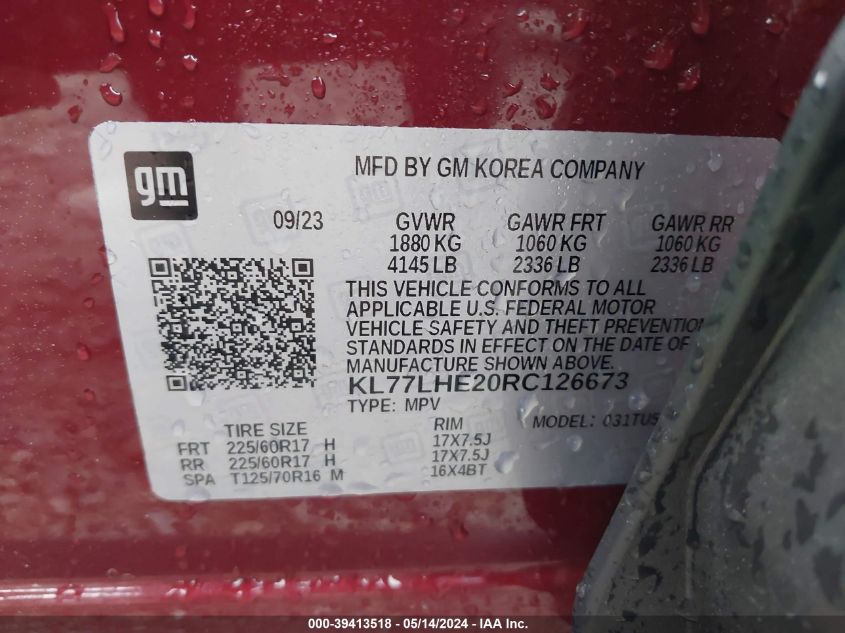 gm
MFD BY GM KOREA COMPANY
09/23 GVWR GAWR FRT GAWR RR
1880 KG 1060 KG 1060 KG
4145 LB 2336 LB 2336 LB
THIS VEHICLE CONFORMS TO ALL
APPLICABLE U.S. FEDERAL MOTOR
VEHICLE SAFETY AND THEFT PREVENTION
STANDARDS IN EFFECT ON THE DATE OF
MANUFACTURE SHOWN ABOVE.
KL77LHE20RC126673
TYPE: MPV MODEL: 031TU5
TIRE SIZE RIM
FRT 225/60R17 H 17X7.5J
RR 225/60R17 H 17X7.5J
SPA T125/70R16 M 16X4BT
000-39413518 - 05/14/2024 - IAAI Inc.